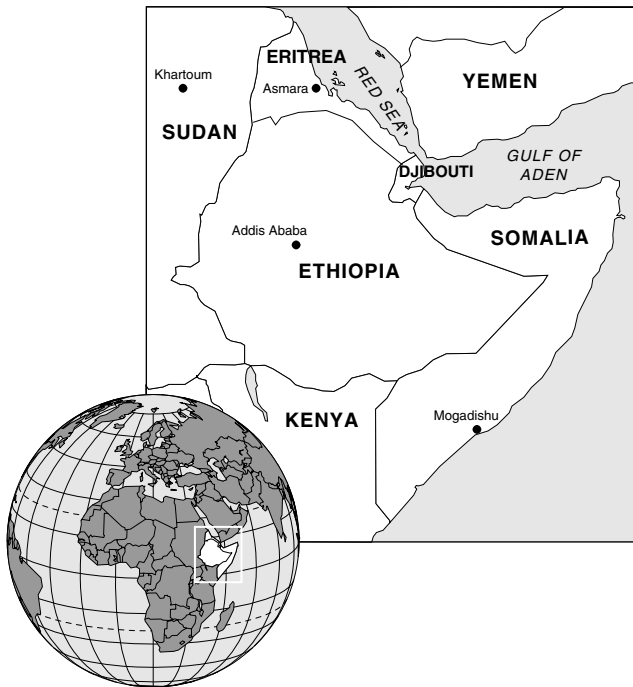 ERITREA
Khartoum
Asmara
RED SEA
YEMEN
SUDAN
DJIBOUTI
GULF OF
ADEN
Addis Ababa
SOMALIA
ETHIOPIA
KENYA
Mogadishu